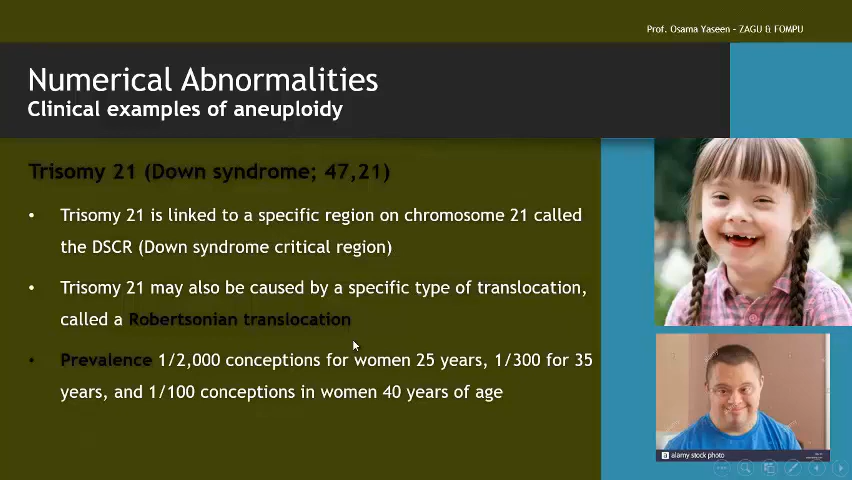 Prof. Osama Yaseen – ZAGU & FOMPU
Numerical Abnormalities
Clinical examples of aneuploidy
Trisomy 21 (Down syndrome; 47,21)
• Trisomy 21 is linked to a specific region on chromosome 21 called
the DSCR (Down syndrome critical region)
• Trisomy 21 may also be caused by a specific type of translocation,
called a Robertsonian translocation
• Prevalence 1/2,000 conceptions for women 25 years, 1/300 for 35
years, and 1/100 conceptions in women 40 years of age
a alamy stock photo